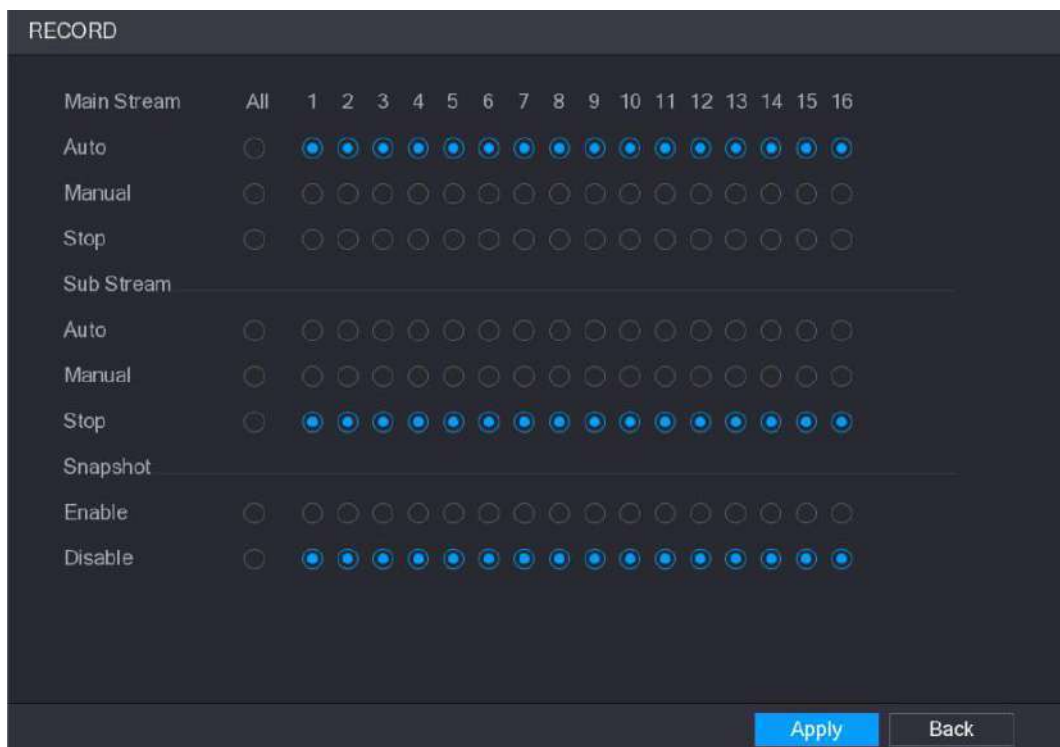 RECORD
Main Stream All 1 2 3 4 5 6 7 8 9 10 11 12 13 14 15 16
Auto
Manual
Stop
Sub Stream
Auto
Manual
Stop
Snapshot
Enable
Disable
Apply Back